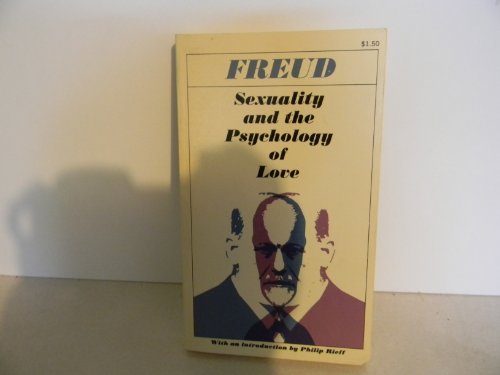 $1.50
FREUD
Sexuality
and the
Psychology
of
Love
With an introduction by Philip Rieff